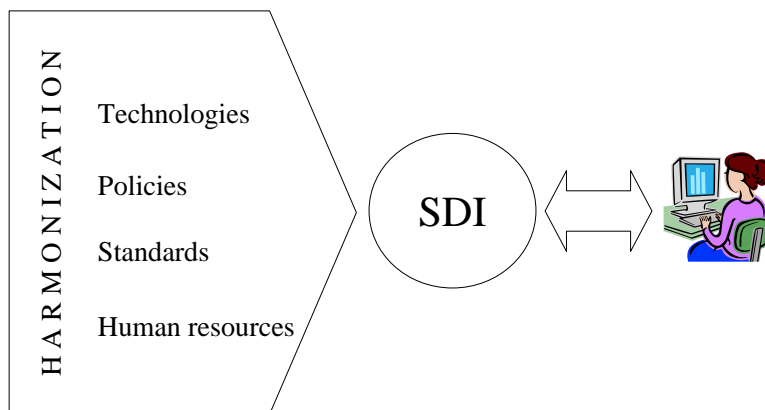 HARMONIZATION
Technologies
Policies
Standards
Human resources
SDI